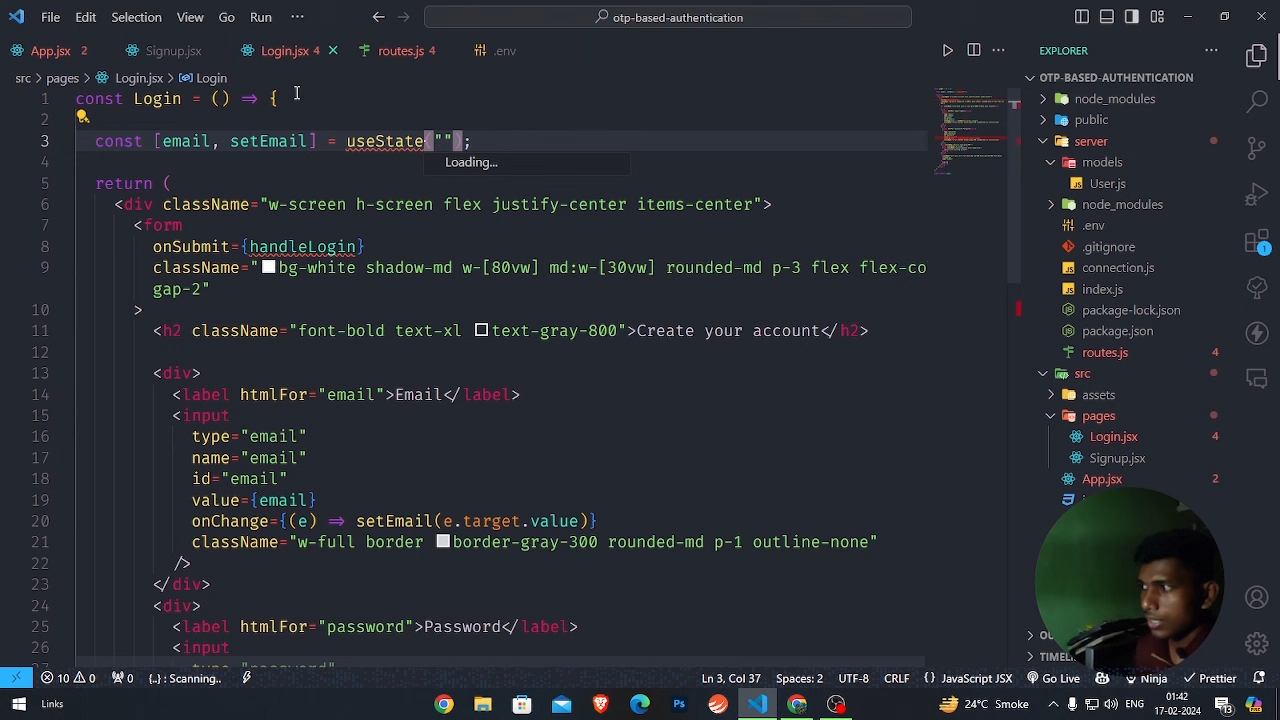 File Edit Selection View Go Run ··· otp-based-authentication
App.jsx 2 Signup.jsx Login.jsx 4 routes.js 4 .env
EXPLORER
src > pages > Login.jsx > Login
OTP-BASED-AUTHENTICATION
1 const Login = () => {
2
3 const [email, setEmail] = useState("");
Loading...
4
5 return (
6 <div className="w-screen h-screen flex justify-center items-center">
7 <form
8 onSubmit={handleLogin}
9 className="bg-white shadow-md w-[80vw] md:w-[30vw] rounded-md p-3 flex flex-co
gap-2"
10 >
11 <h2 className="font-bold text-xl text-gray-800">Create your account</h2>
12
13 <div>
14 <label htmlFor="email">Email</label>
15 <input
16 type="email"
17 name="email"
18 id="email"
19 value={email}
20 onChange={(e) => setEmail(e.target.value)}
21 className="w-full border border-gray-300 rounded-md p-1 outline-none"
22 />
23 </div>
24 <div>
25 <label htmlFor="password">Password</label>
26 <input
27 type="password"
node_modules
public
server
models
User.js
node_modules
.env
.gitignore
connection.js
index.js
package-lock.json
package.json
routes.js 4
src
assets
pages
Login.jsx 4
Signup.jsx
App.jsx 2
1
OU
TIMELI
10 0 0 {..} : Scanning.. Ln 3, Col 37 Spaces: 2 UTF-8 CRLF {} JavaScript JSX Go Live Ninja Prettier
Links 24°C Smoke 01:42
17-02-2024